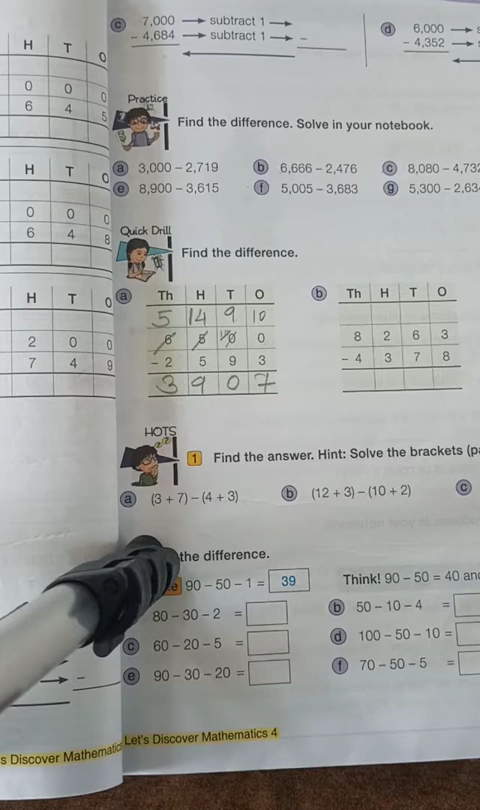 c 7,000 → subtract 1 →
- 4,684 → subtract 1 → -
d 6,000 →
- 4,352 →
H T O
0 0 0
6 4 5
Practice
Find the difference. Solve in your notebook.
a 3,000 – 2,719 b 6,666 – 2,476 c 8,080 – 4,732
e 8,900 – 3,615 f 5,005 – 3,683 g 5,300 – 2,63
H T O
0 0 0
6 4 8
Quick Drill
Find the difference.
H T O
2 0 0
7 4 9
a Th H T O
5 14 9 10
6 5 10 0
– 2 5 9 3
3 9 0 7
b Th H T O
8 2 6 3
– 4 3 7 8
HOTS
1 Find the answer. Hint: Solve the brackets (pa
a (3 + 7) – (4 + 3) b (12 + 3) – (10 + 2) c
the difference.
90 – 50 – 1 = 39 Think! 90 – 50 = 40 and
80 – 30 – 2 = b 50 – 10 – 4 =
c 60 – 20 – 5 = d 100 – 50 – 10 =
e 90 – 30 – 20 = f 70 – 50 – 5 =
Let's Discover Mathematics 4
s Discover Mathematic